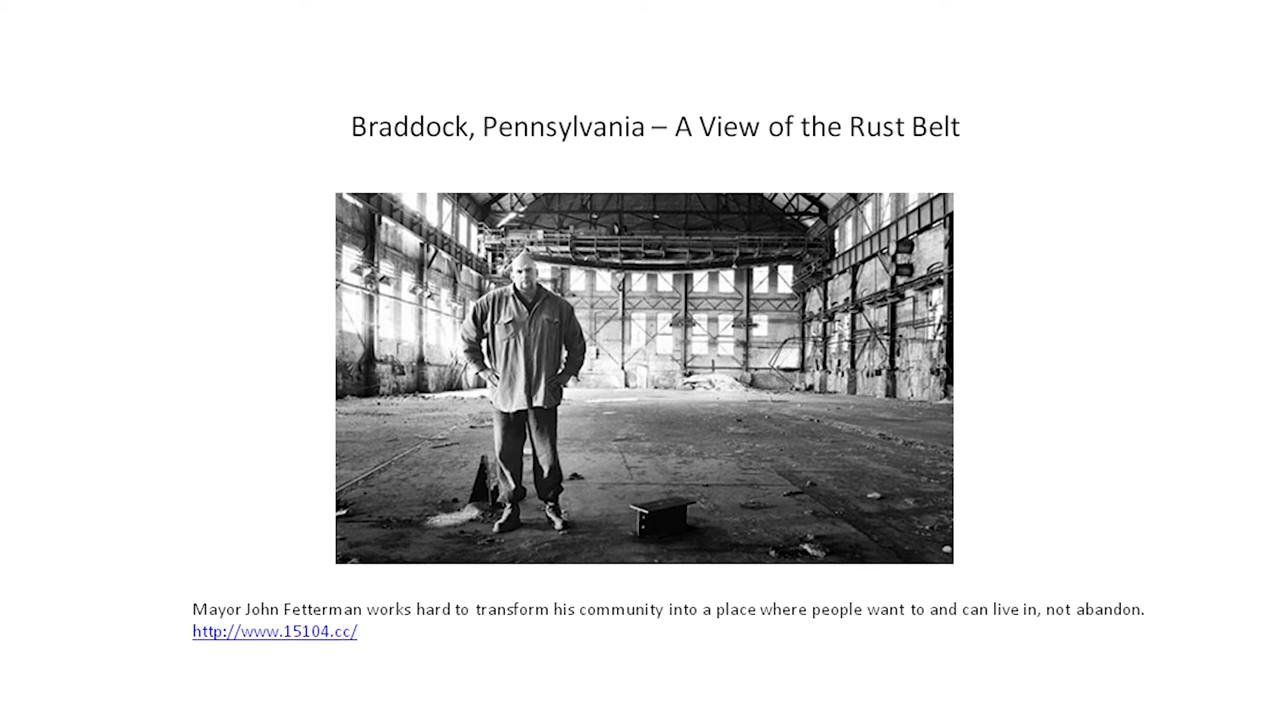 Braddock, Pennsylvania – A View of the Rust Belt
Mayor John Fetterman works hard to transform his community into a place where people want to and can live in, not abandon.
http://www.15104.cc/